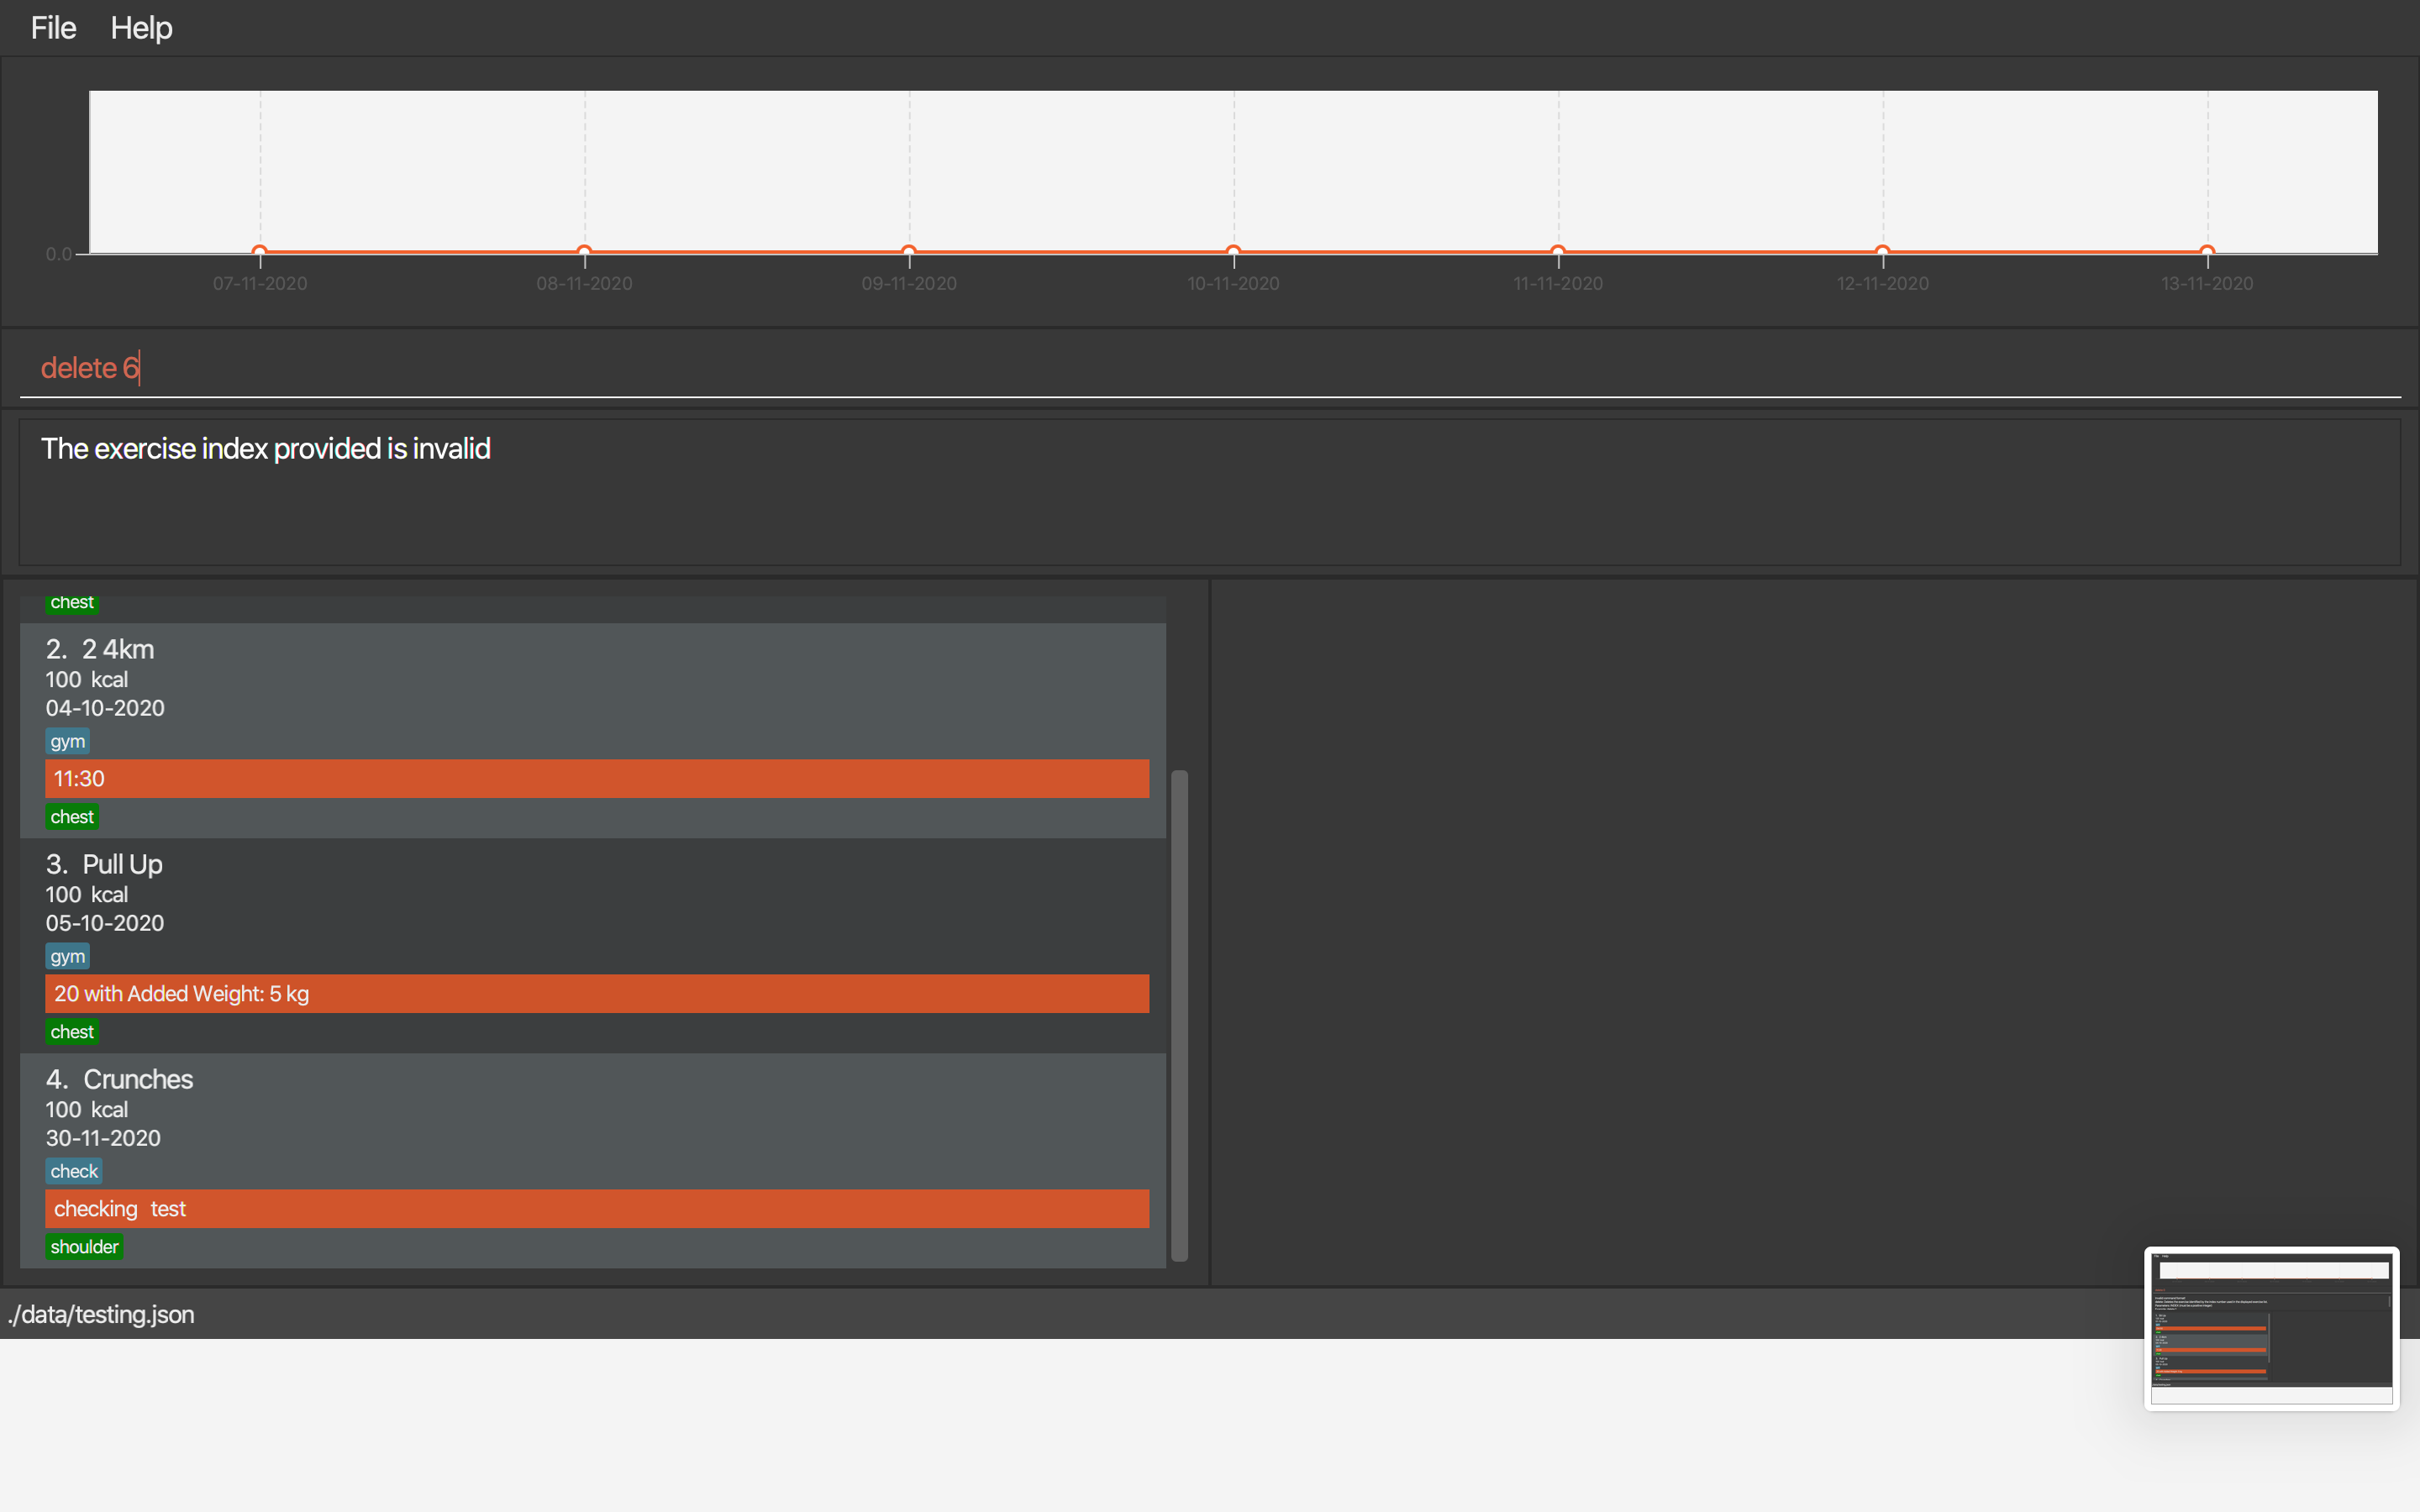 File Help
0.0
07-11-2020 08-11-2020 09-11-2020 10-11-2020 11-11-2020 12-11-2020 13-11-2020
delete 6
The exercise index provided is invalid
chest
2. 2 4km
100 kcal
04-10-2020
gym
11:30
chest
3. Pull Up
100 kcal
05-10-2020
gym
20 with Added Weight: 5 kg
chest
4. Crunches
100 kcal
30-11-2020
check
checking test
shoulder
./data/testing.json